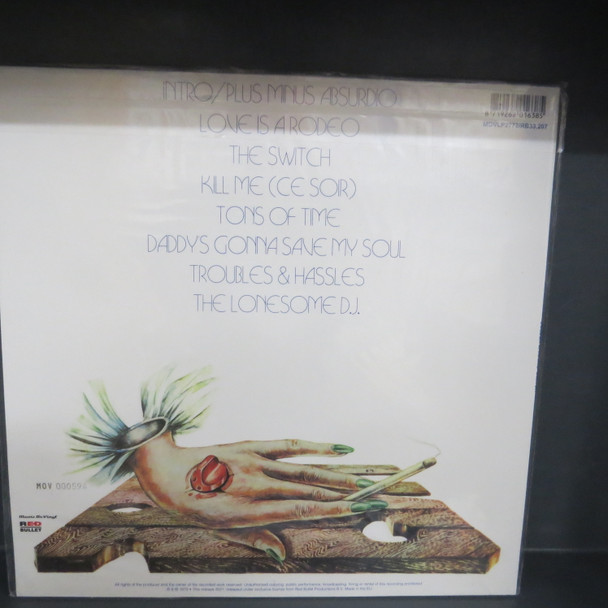 INTRO/PLUS MINUS ABSURDIO
LOVE IS A RODEO
THE SWITCH
KILL ME (CE SOIR)
TONS OF TIME
DADDY'S GONNA SAVE MY SOUL
TROUBLES & HASSLES
THE LONESOME D.J.
MOV 000593
Music On Vinyl
RED
BULLET